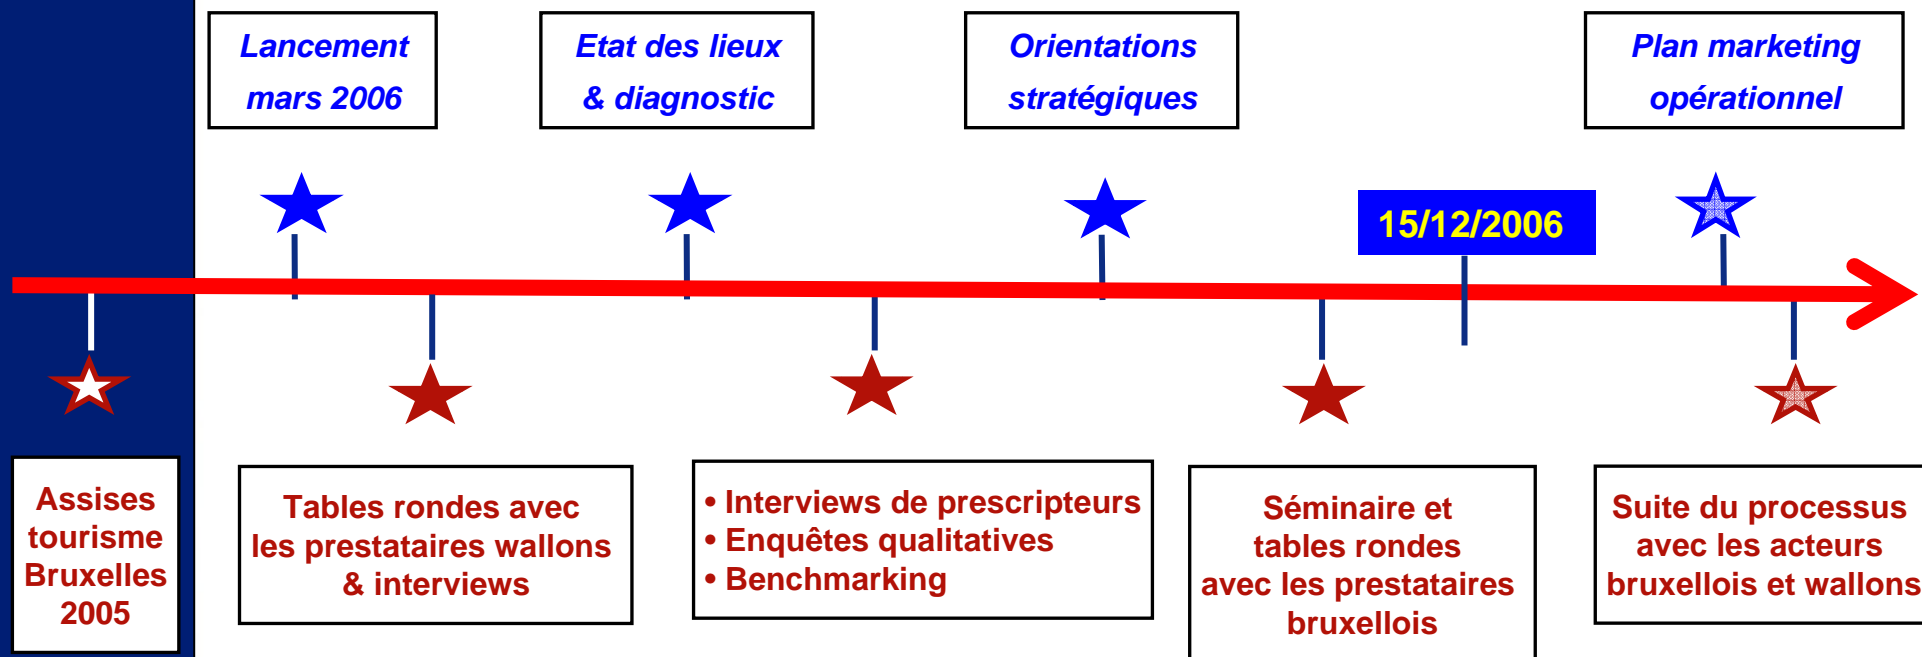 Lancement
mars 2006
Etat des lieux
& diagnostic
Orientations
stratégiques
Plan marketing
opérationnel
15/12/2006
Assises
tourisme
Bruxelles
2005
Tables rondes avec
les prestataires wallons
& interviews
• Interviews de prescripteurs
• Enquêtes qualitatives
• Benchmarking
Séminaire et
tables rondes
avec les prestataires
bruxellois
Suite du processus
avec les acteurs
bruxellois et wallons